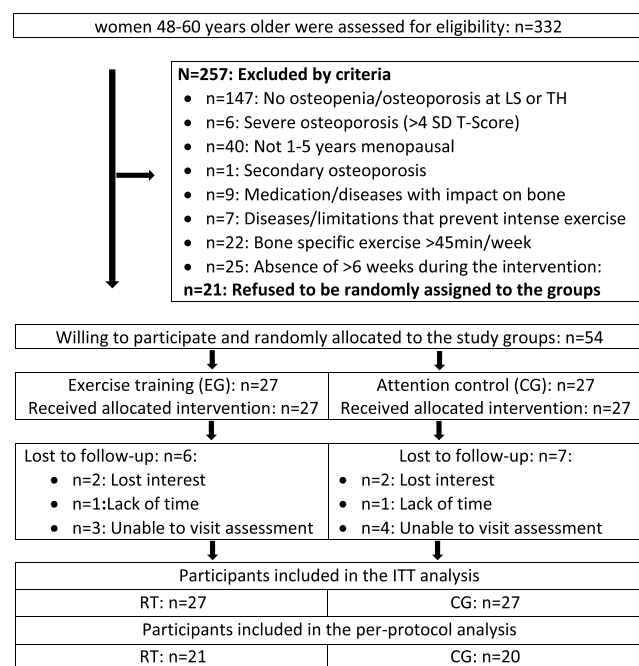 women 48-60 years older were assessed for eligibility: n=332
N=257: Excluded by criteria
• n=147: No osteopenia/osteoporosis at LS or TH
• n=6: Severe osteoporosis (>4 SD T-Score)
• n=40: Not 1-5 years menopausal
• n=1: Secondary osteoporosis
• n=9: Medication/diseases with impact on bone
• n=7: Diseases/limitations that prevent intense exercise
• n=22: Bone specific exercise >45min/week
• n=25: Absence of >6 weeks during the intervention:
n=21: Refused to be randomly assigned to the groups
Willing to participate and randomly allocated to the study groups: n=54
Exercise training (EG): n=27
Received allocated intervention: n=27
Attention control (CG): n=27
Received allocated intervention: n=27
Lost to follow-up: n=6:
• n=2: Lost interest
• n=1:Lack of time
• n=3: Unable to visit assessment
Lost to follow-up: n=7:
• n=2: Lost interest
• n=1: Lack of time
• n=4: Unable to visit assessment
Participants included in the ITT analysis
RT: n=27
CG: n=27
Participants included in the per-protocol analysis
RT: n=21
CG: n=20